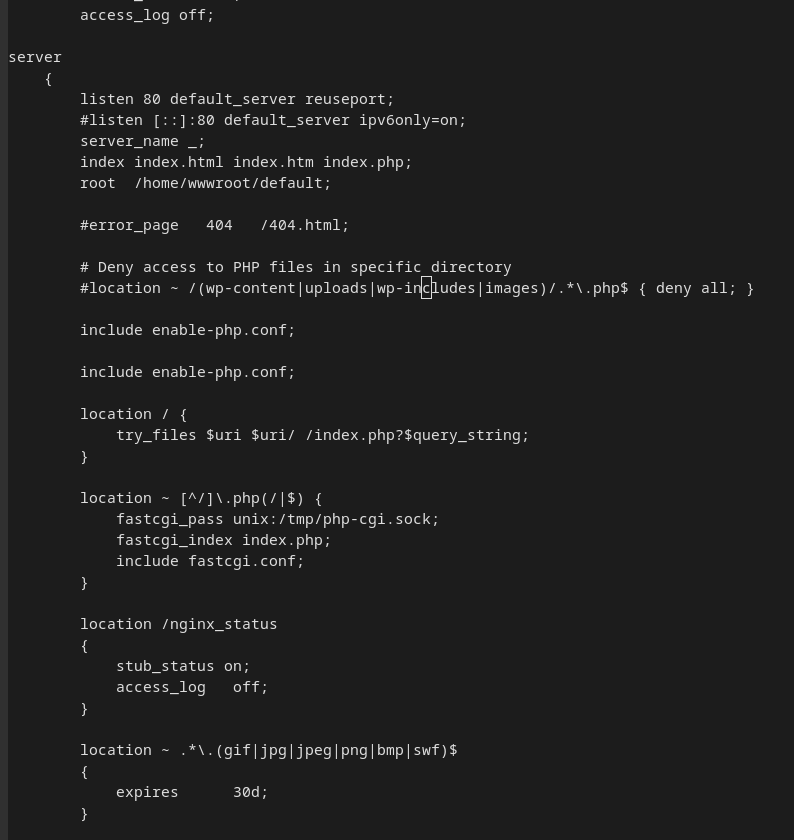 access_log off;
server
{
listen 80 default_server reuseport;
#listen [::]:80 default_server ipv6only=on;
server_name _;
index index.html index.htm index.php;
root  /home/wwwroot/default;
#error_page   404   /404.html;
# Deny access to PHP files in specific directory
#location ~ /(wp-content|uploads|wp-includes|images)/.*\.php$ { deny all; }
include enable-php.conf;
include enable-php.conf;
location / {
try_files $uri $uri/ /index.php?$query_string;
}
location ~ [^/]\.php(/|$) {
fastcgi_pass unix:/tmp/php-cgi.sock;
fastcgi_index index.php;
include fastcgi.conf;
}
location /nginx_status
{
stub_status on;
access_log   off;
}
location ~ .*\.(gif|jpg|jpeg|png|bmp|swf)$
{
expires      30d;
}